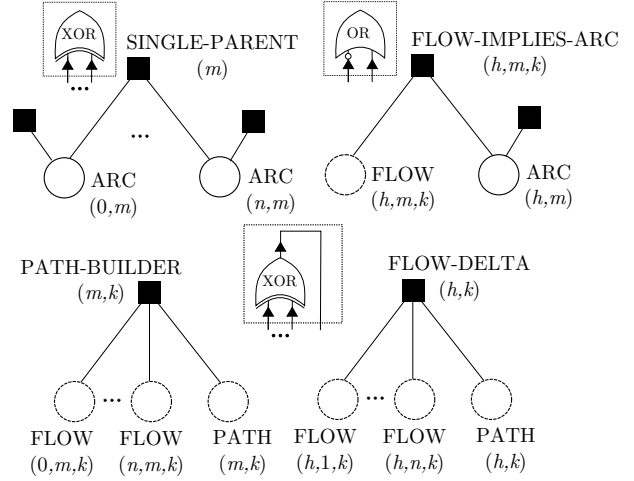 XOR
SINGLE-PARENT
(m)
...
...
ARC
(0,m)
ARC
(n,m)
OR
FLOW-IMPLIES-ARC
(h,m,k)
FLOW
(h,m,k)
ARC
(h,m)
PATH-BUILDER
(m,k)
XOR
...
FLOW-DELTA
(h,k)
...
FLOW
(0,m,k)
FLOW
(n,m,k)
PATH
(m,k)
...
FLOW
(h,1,k)
FLOW
(h,n,k)
PATH
(h,k)